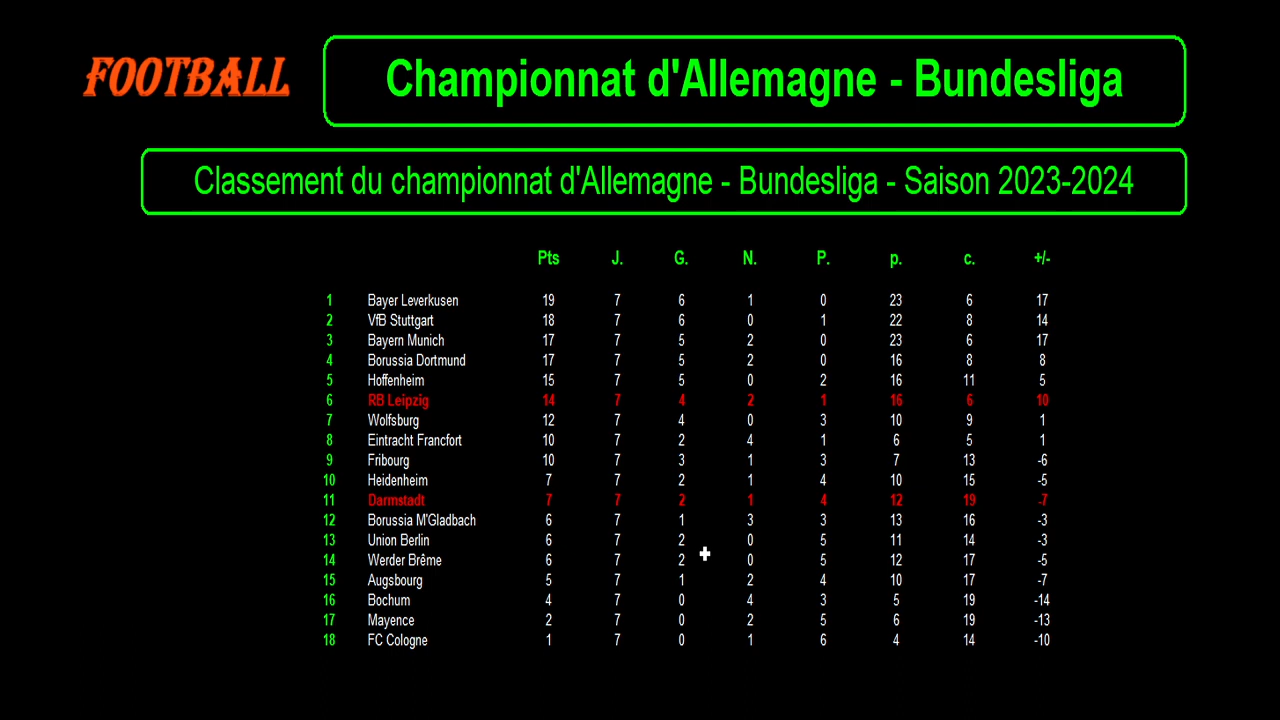 FOOTBALL
Championnat d'Allemagne - Bundesliga
Classement du championnat d'Allemagne - Bundesliga - Saison 2023-2024
Pts J. G. N. P. p. c. +/-
1 Bayer Leverkusen 19 7 6 1 0 23 6 17
2 VfB Stuttgart 18 7 6 0 1 22 8 14
3 Bayern Munich 17 7 5 2 0 23 6 17
4 Borussia Dortmund 17 7 5 2 0 16 8 8
5 Hoffenheim 15 7 5 0 2 16 11 5
6 RB Leipzig 14 7 4 2 1 16 6 10
7 Wolfsburg 12 7 4 0 3 10 9 1
8 Eintracht Francfort 10 7 2 4 1 6 5 1
9 Fribourg 10 7 3 1 3 7 13 -6
10 Heidenheim 7 7 2 1 4 10 15 -5
11 Darmstadt 7 7 2 1 4 12 19 -7
12 Borussia M'Gladbach 6 7 1 3 3 13 16 -3
13 Union Berlin 6 7 2 0 5 11 14 -3
14 Werder Brême 6 7 2 0 5 12 17 -5
15 Augsbourg 5 7 1 2 4 10 17 -7
16 Bochum 4 7 0 4 3 5 19 -14
17 Mayence 2 7 0 2 5 6 19 -13
18 FC Cologne 1 7 0 1 6 4 14 -10